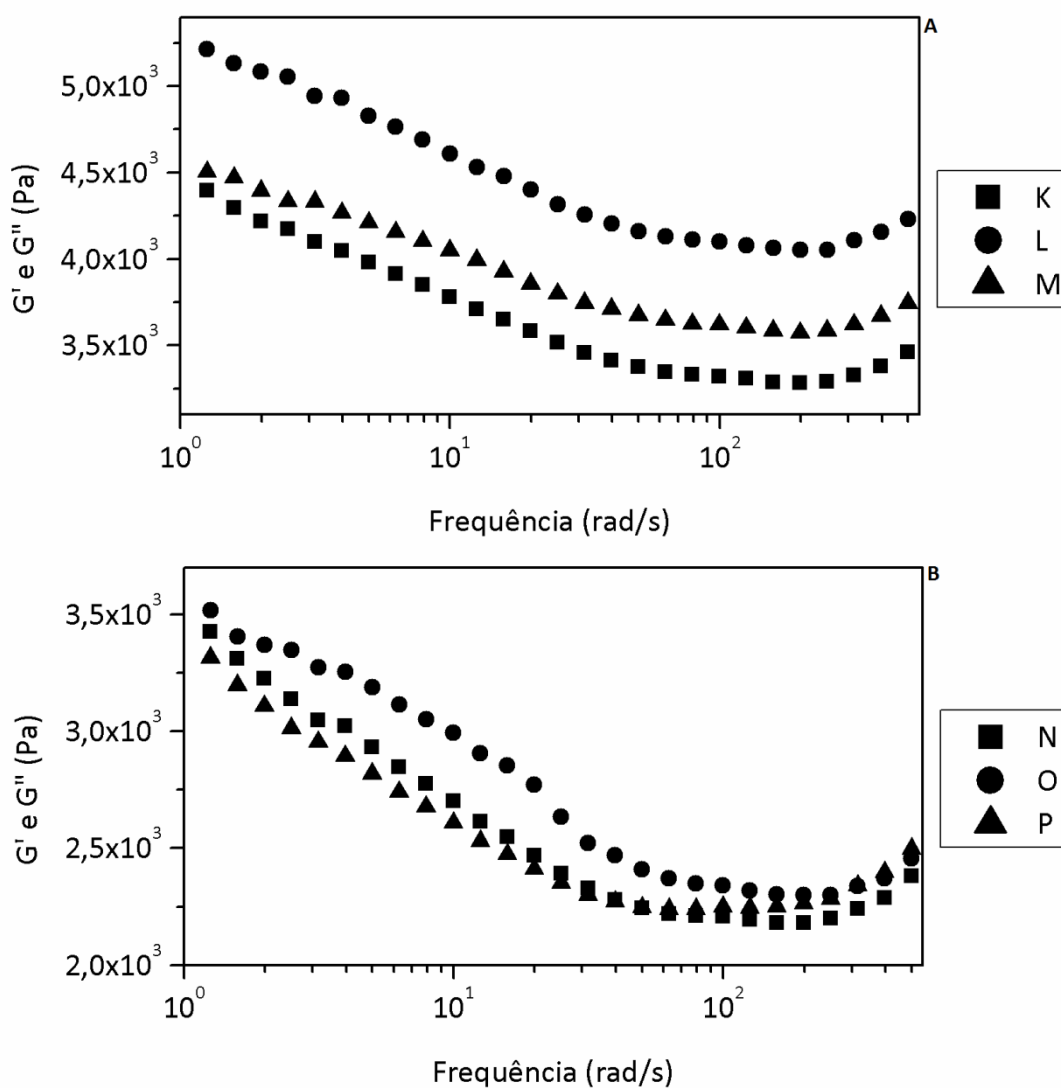 A
G' e G" (Pa)
5,0x10³
4,5x10³
4,0x10³
3,5x10³
10⁰ 10¹ 10²
Frequência (rad/s)
K
L
M
B
G' e G" (Pa)
3,5x10³
3,0x10³
2,5x10³
2,0x10³
10⁰ 10¹ 10²
Frequência (rad/s)
N
O
P